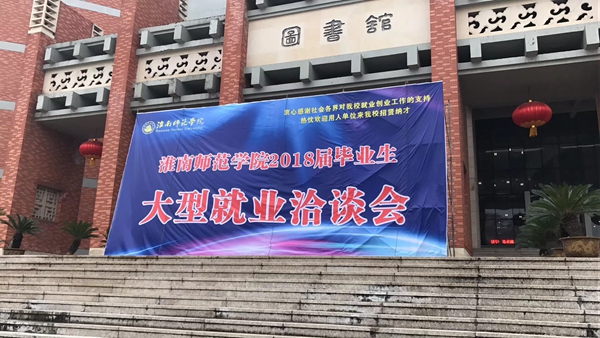 圖書館
衷心感谢社会各界对我校就业创业工作的支持
热忱欢迎用人单位来我校招贤纳才
淮南师范学院
淮南师范学院2018届毕业生
大型就业洽谈会